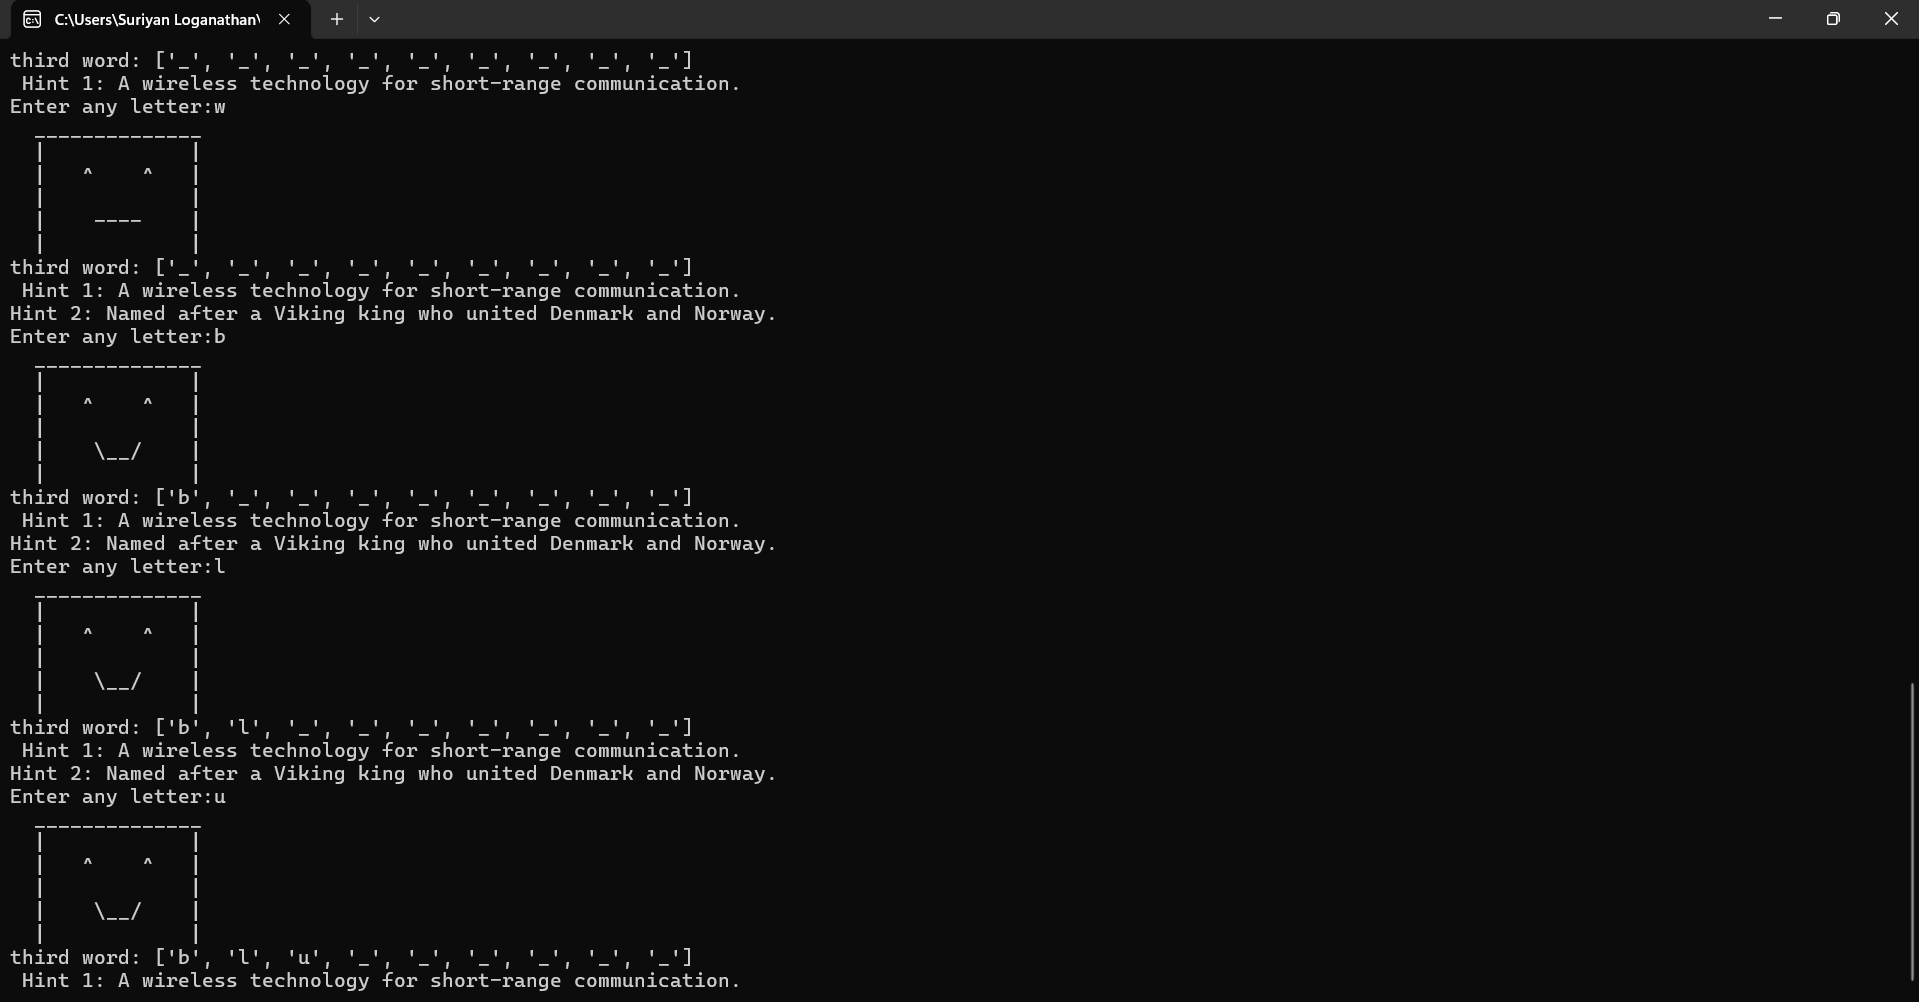 C:\Users\Suriyan Loganathan\
third word: ['_', '_', '_', '_', '_', '_', '_', '_', '_']
 Hint 1: A wireless technology for short-range communication.
Enter any letter:w
  --------------
  |            |
  |   ^    ^   |
  |            |
  |    ----    |
  |            |
third word: ['_', '_', '_', '_', '_', '_', '_', '_', '_']
 Hint 1: A wireless technology for short-range communication.
Hint 2: Named after a Viking king who united Denmark and Norway.
Enter any letter:b
  --------------
  |            |
  |   ^    ^   |
  |            |
  |    \__/    |
  |            |
third word: ['b', '_', '_', '_', '_', '_', '_', '_', '_']
 Hint 1: A wireless technology for short-range communication.
Hint 2: Named after a Viking king who united Denmark and Norway.
Enter any letter:l
  --------------
  |            |
  |   ^    ^   |
  |            |
  |    \__/    |
  |            |
third word: ['b', 'l', '_', '_', '_', '_', '_', '_', '_']
 Hint 1: A wireless technology for short-range communication.
Hint 2: Named after a Viking king who united Denmark and Norway.
Enter any letter:u
  --------------
  |            |
  |   ^    ^   |
  |            |
  |    \__/    |
  |            |
third word: ['b', 'l', 'u', '_', '_', '_', '_', '_', '_']
 Hint 1: A wireless technology for short-range communication.